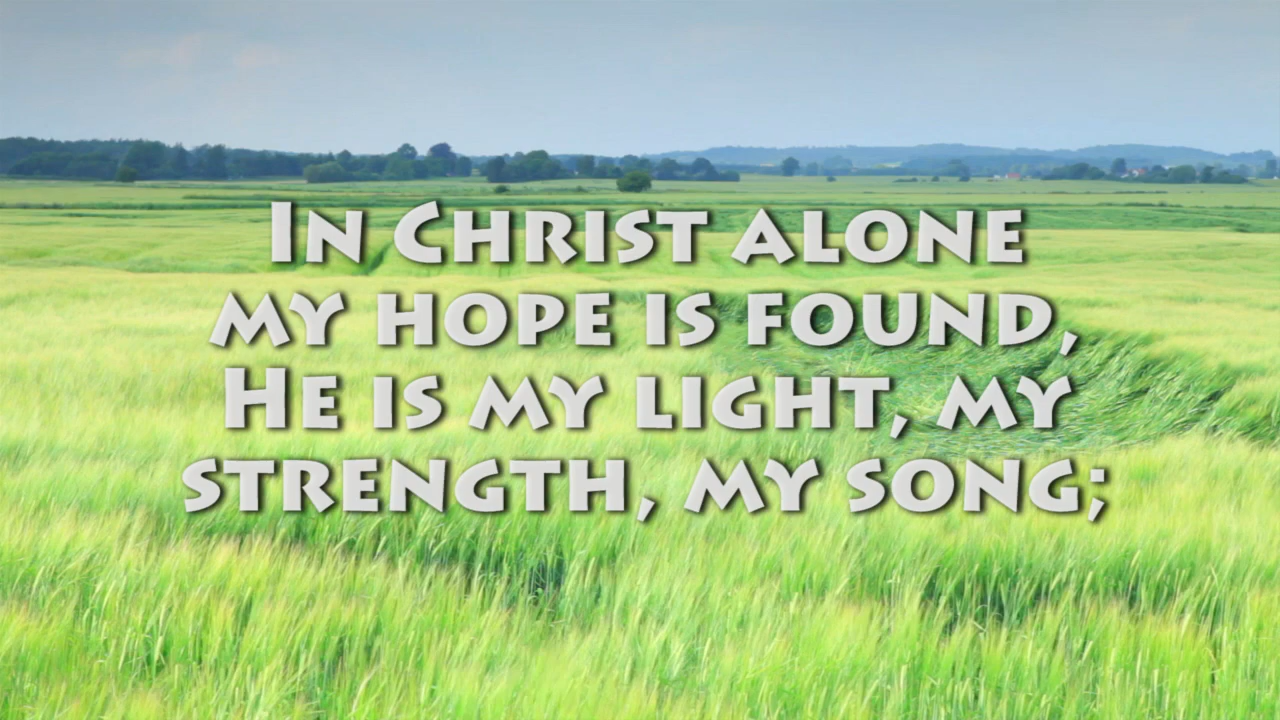 In Christ alone
my hope is found,
He is my light, my
strength, my song;